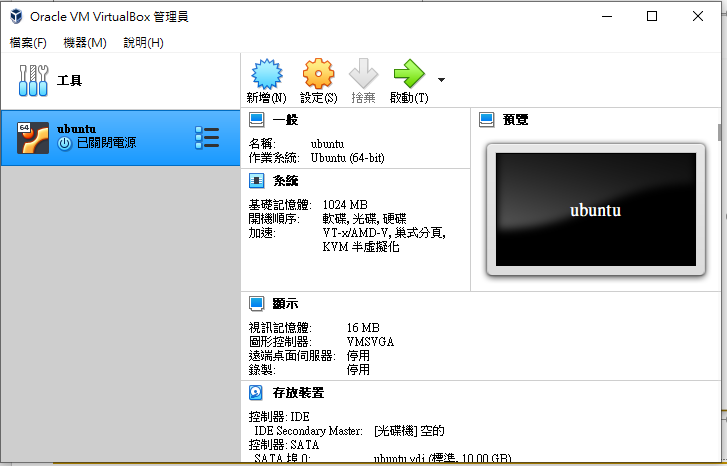 Oracle VM VirtualBox 管理員
檔案(F) 機器(M) 說明(H)
工具
新增(N) 設定(S) 捨棄 啟動(T)
64
ubuntu
已關閉電源
一般
名稱: ubuntu
作業系統: Ubuntu (64-bit)
系統
基礎記憶體: 1024 MB
開機順序: 軟碟, 光碟, 硬碟
加速: VT-x/AMD-V, 巢式分頁,
KVM 半虛擬化
預覽
ubuntu
顯示
視訊記憶體: 16 MB
圖形控制器: VMSVGA
遠端桌面伺服器: 停用
錄製: 停用
存放裝置
控制器: IDE
IDE Secondary Master: [光碟機] 空的
控制器: SATA
SATA 埠 0: ubuntu.vdi (標準, 10.00 GB)